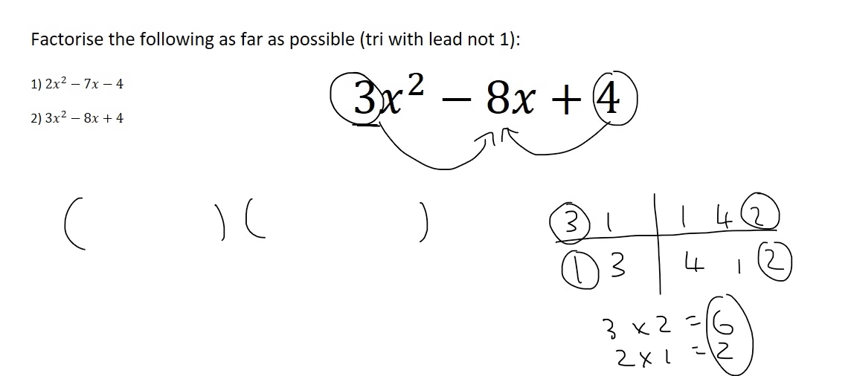 Factorise the following as far as possible (tri with lead not 1):
1) 2x² – 7x – 4
2) 3x² – 8x + 4
3x² – 8x + 4
( ) ( )
3 1 | 1 4 2
1 3 | 4 1 2
3 x 2 = 6
2 x 1 = 2